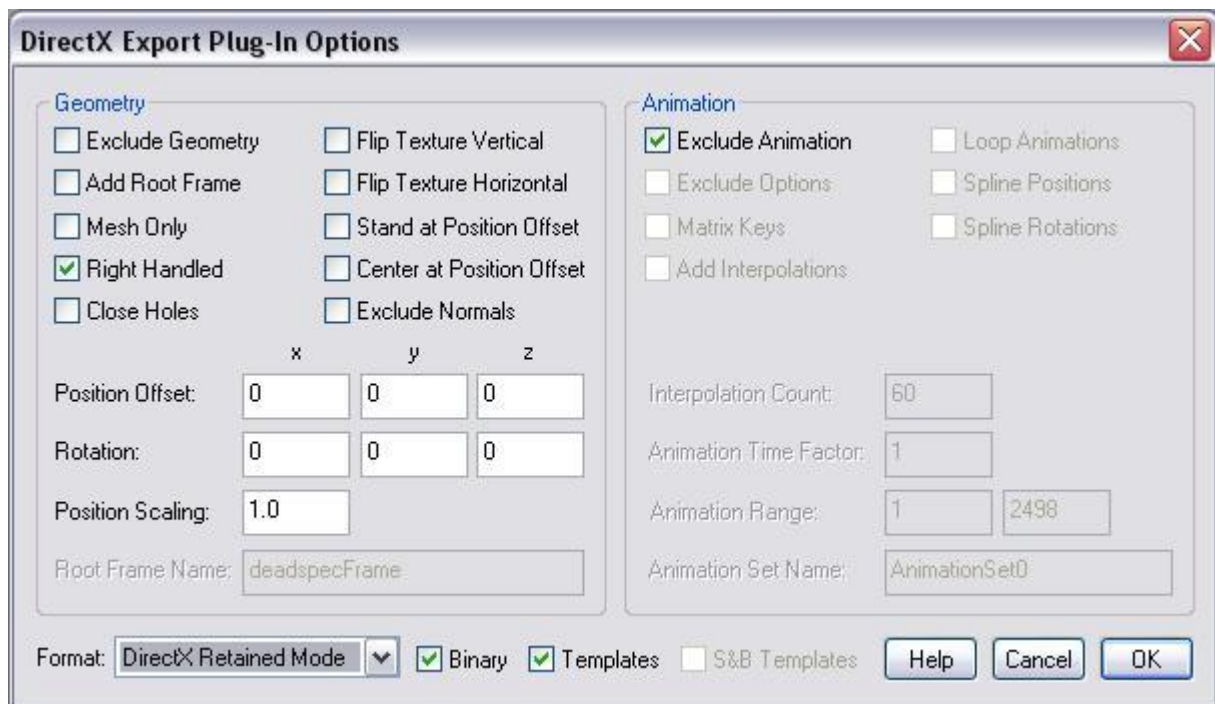 DirectX Export Plug-In Options
Geometry
Exclude Geometry
Flip Texture Vertical
Add Root Frame
Flip Texture Horizontal
Mesh Only
Stand at Position Offset
Right Handled
Center at Position Offset
Close Holes
Exclude Normals
x y z
Position Offset: 0 0 0
Rotation: 0 0 0
Position Scaling: 1.0
Root Frame Name: deadspecFrame
Animation
Exclude Animation
Loop Animations
Exclude Options
Spline Positions
Matrix Keys
Spline Rotations
Add Interpolations
Interpolation Count: 60
Animation Time Factor: 1
Animation Range: 1 2498
Animation Set Name: AnimationSet0
Format: DirectX Retained Mode Binary Templates S&B Templates Help Cancel OK